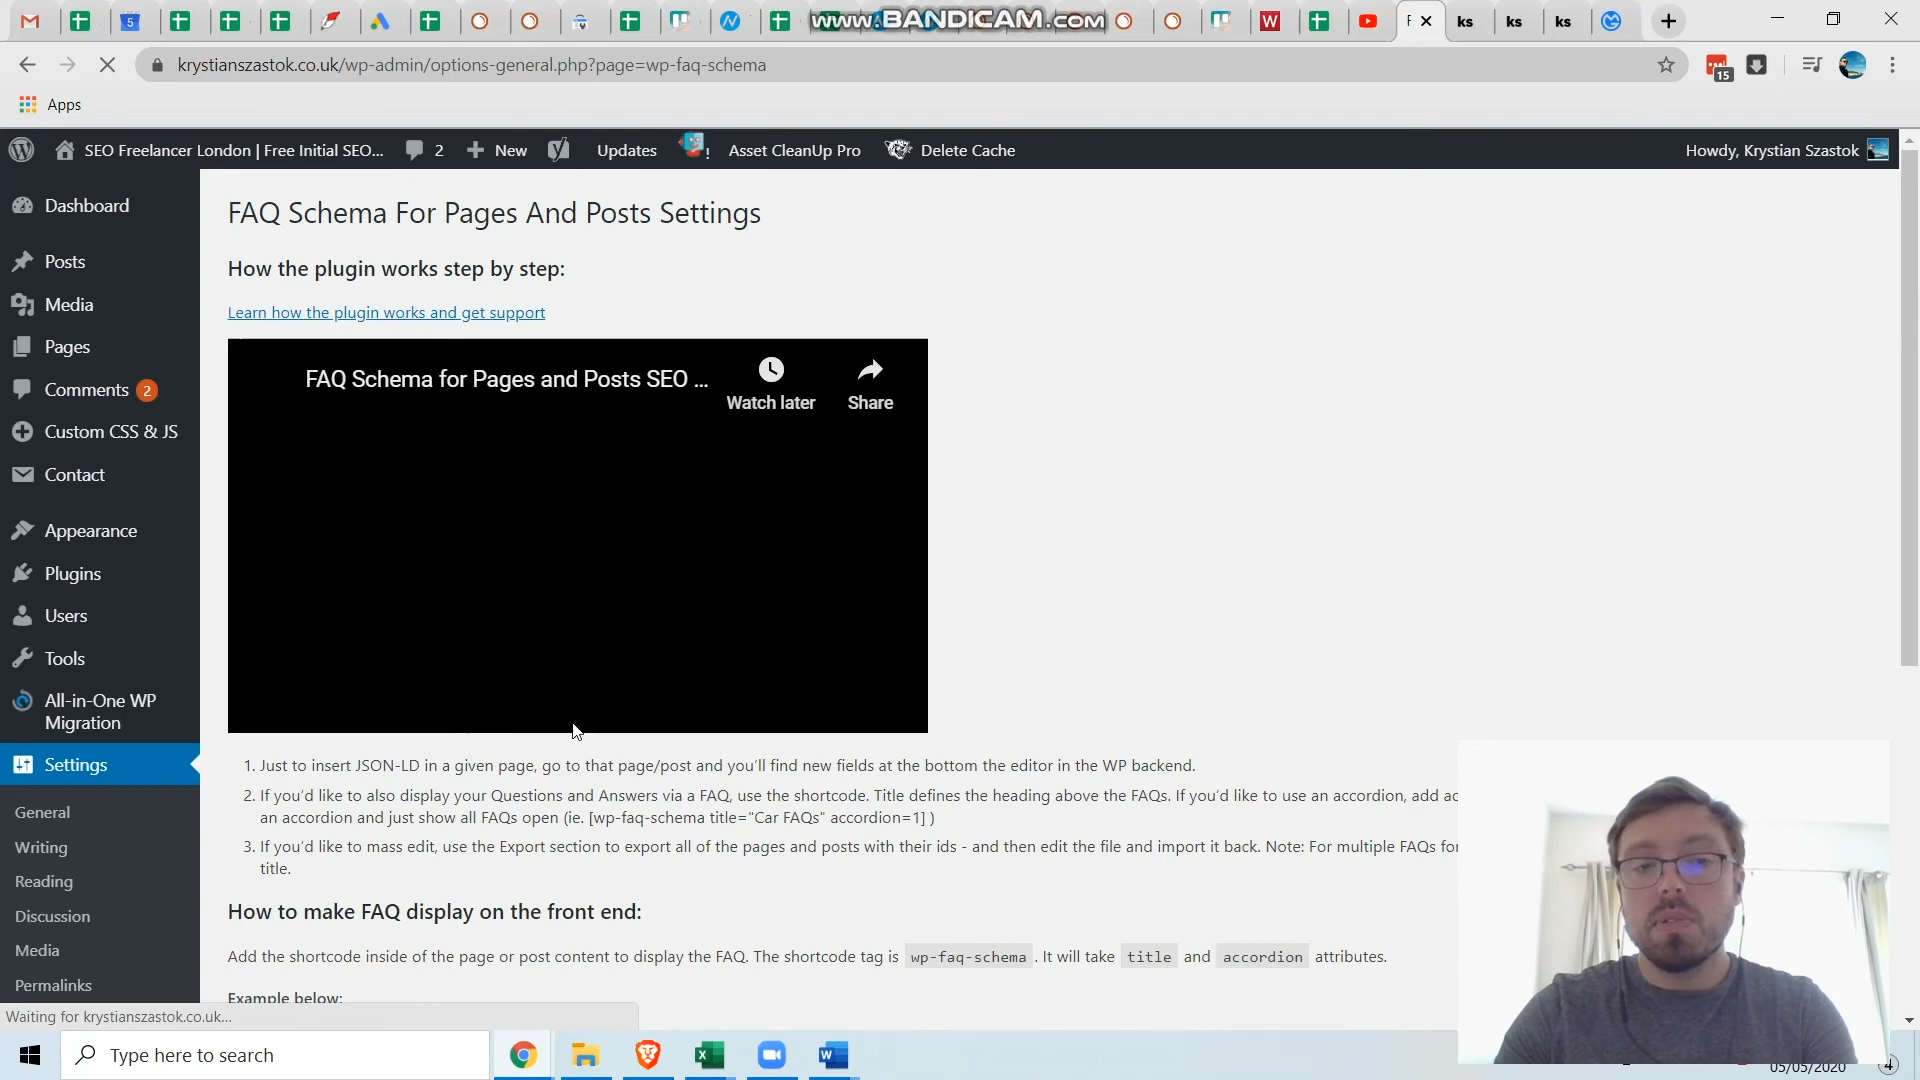 www.BANDICAM.com
5
W
F
ks
ks
ks
krystianszastok.co.uk/wp-admin/options-general.php?page=wp-faq-schema
15
Apps
SEO Freelancer London | Free Initial SEO... 2 New Updates Asset CleanUp Pro Delete Cache Howdy, Krystian Szastok
Dashboard
Posts
Media
Pages
Comments 2
Custom CSS & JS
Contact
Appearance
Plugins
Users
Tools
All-in-One WP
Migration
Settings
General
Writing
Reading
Discussion
Media
Permalinks
FAQ Schema For Pages And Posts Settings
How the plugin works step by step:
Learn how the plugin works and get support
FAQ Schema for Pages and Posts SEO ...
Watch later
Share
1. Just to insert JSON-LD in a given page, go to that page/post and you'll find new fields at the bottom the editor in the WP backend.
2. If you'd like to also display your Questions and Answers via a FAQ, use the shortcode. Title defines the heading above the FAQs. If you'd like to use an accordion, add ac
an accordion and just show all FAQs open (ie. [wp-faq-schema title="Car FAQs" accordion=1] )
3. If you'd like to mass edit, use the Export section to export all of the pages and posts with their ids - and then edit the file and import it back. Note: For multiple FAQs for
title.
How to make FAQ display on the front end:
Add the shortcode inside of the page or post content to display the FAQ. The shortcode tag is wp-faq-schema . It will take title and accordion attributes.
Example below:
Waiting for krystianszastok.co.uk...
Type here to search
05/05/2020
4